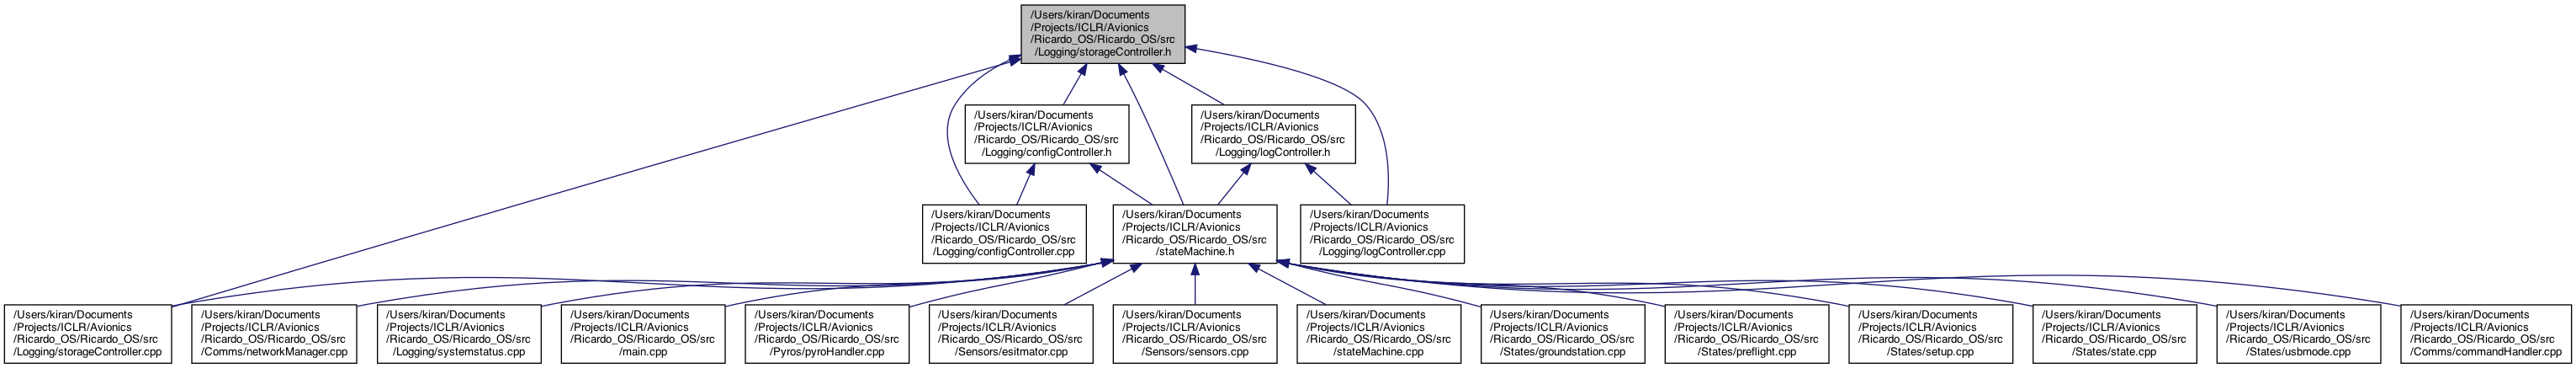 /Users/kiran/Documents
/Projects/ICLR/Avionics
/Ricardo_OS/Ricardo_OS/src
/Logging/storageController.h
/Users/kiran/Documents
/Projects/ICLR/Avionics
/Ricardo_OS/Ricardo_OS/src
/Logging/configController.h
/Users/kiran/Documents
/Projects/ICLR/Avionics
/Ricardo_OS/Ricardo_OS/src
/Logging/logController.h
/Users/kiran/Documents
/Projects/ICLR/Avionics
/Ricardo_OS/Ricardo_OS/src
/Logging/configController.cpp
/Users/kiran/Documents
/Projects/ICLR/Avionics
/Ricardo_OS/Ricardo_OS/src
/stateMachine.h
/Users/kiran/Documents
/Projects/ICLR/Avionics
/Ricardo_OS/Ricardo_OS/src
/Logging/logController.cpp
/Users/kiran/Documents
/Projects/ICLR/Avionics
/Ricardo_OS/Ricardo_OS/src
/Logging/storageController.cpp
/Users/kiran/Documents
/Projects/ICLR/Avionics
/Ricardo_OS/Ricardo_OS/src
/Comms/networkManager.cpp
/Users/kiran/Documents
/Projects/ICLR/Avionics
/Ricardo_OS/Ricardo_OS/src
/Logging/systemstatus.cpp
/Users/kiran/Documents
/Projects/ICLR/Avionics
/Ricardo_OS/Ricardo_OS/src
/main.cpp
/Users/kiran/Documents
/Projects/ICLR/Avionics
/Ricardo_OS/Ricardo_OS/src
/Pyros/pyroHandler.cpp
/Users/kiran/Documents
/Projects/ICLR/Avionics
/Ricardo_OS/Ricardo_OS/src
/Sensors/esitmator.cpp
/Users/kiran/Documents
/Projects/ICLR/Avionics
/Ricardo_OS/Ricardo_OS/src
/Sensors/sensors.cpp
/Users/kiran/Documents
/Projects/ICLR/Avionics
/Ricardo_OS/Ricardo_OS/src
/stateMachine.cpp
/Users/kiran/Documents
/Projects/ICLR/Avionics
/Ricardo_OS/Ricardo_OS/src
/States/groundstation.cpp
/Users/kiran/Documents
/Projects/ICLR/Avionics
/Ricardo_OS/Ricardo_OS/src
/States/preflight.cpp
/Users/kiran/Documents
/Projects/ICLR/Avionics
/Ricardo_OS/Ricardo_OS/src
/States/setup.cpp
/Users/kiran/Documents
/Projects/ICLR/Avionics
/Ricardo_OS/Ricardo_OS/src
/States/state.cpp
/Users/kiran/Documents
/Projects/ICLR/Avionics
/Ricardo_OS/Ricardo_OS/src
/States/usbmode.cpp
/Users/kiran/Documents
/Projects/ICLR/Avionics
/Ricardo_OS/Ricardo_OS/src
/Comms/commandHandler.cpp